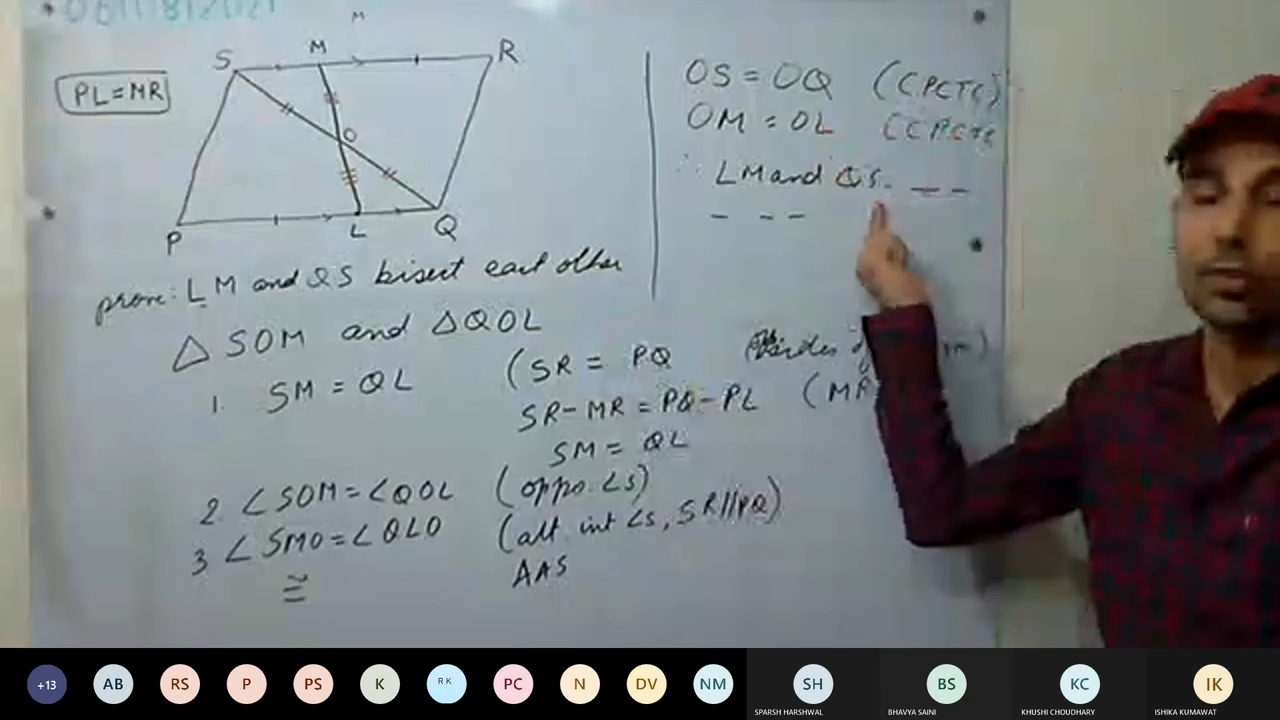 M
S M R
PL=MR
O
P L Q
prove: LM and QS bisect each other
△ SOM and △QOL
1. SM = QL (SR = PQ
SR-MR = PQ-PL (MR
SM = QL
2. ∠SOM=∠QOL (oppo. ∠s)
3 ∠SMO=∠QLO (alt. int ∠s, SR//PQ)
≅ AAS
OS = OQ (CPCTC)
OM = OL (CPCTC
∴ LM and QS. _ _
_ _ _
+13 AB RS P PS K RK PC N DV NM SH BS KC IK
SPARSH HARSHWAL BHAVYA SAINI KHUSHI CHOUDHARY ISHIKA KUMAWAT